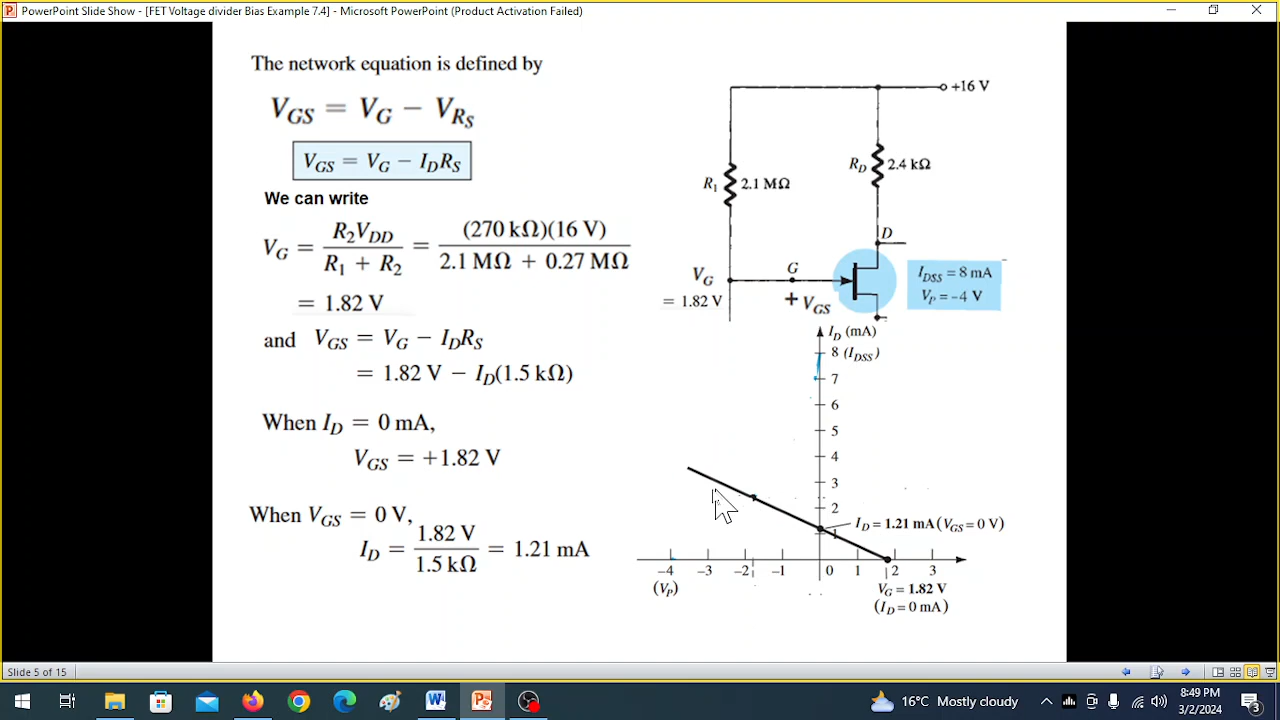 PowerPoint Slide Show - [FET Voltage divider Bias Example 7.4] - Microsoft PowerPoint (Product Activation Failed)
The network equation is defined by
V_GS = V_G − V_RS
V_GS = V_G − I_D R_S
We can write
V_G = R₂V_DD / (R₁ + R₂) = (270 kΩ)(16 V) / (2.1 MΩ + 0.27 MΩ)
= 1.82 V
and V_GS = V_G − I_D R_S
= 1.82 V − I_D(1.5 kΩ)
When I_D = 0 mA,
V_GS = +1.82 V
When V_GS = 0 V,
I_D = 1.82 V / 1.5 kΩ = 1.21 mA
+16 V
R_D 2.4 kΩ
R₁ 2.1 MΩ
D
V_G
= 1.82 V
G
+ V_GS
I_DSS = 8 mA
V_P = −4 V
I_D (mA)
8 (I_DSS)
7
6
5
4
3
2
1
I_D = 1.21 mA (V_GS = 0 V)
−4 −3 −2 −1 0 1 2 3
(V_P)
V_G = 1.82 V
(I_D = 0 mA)
Slide 5 of 15
16°C Mostly cloudy
8:49 PM
3/2/2024
3